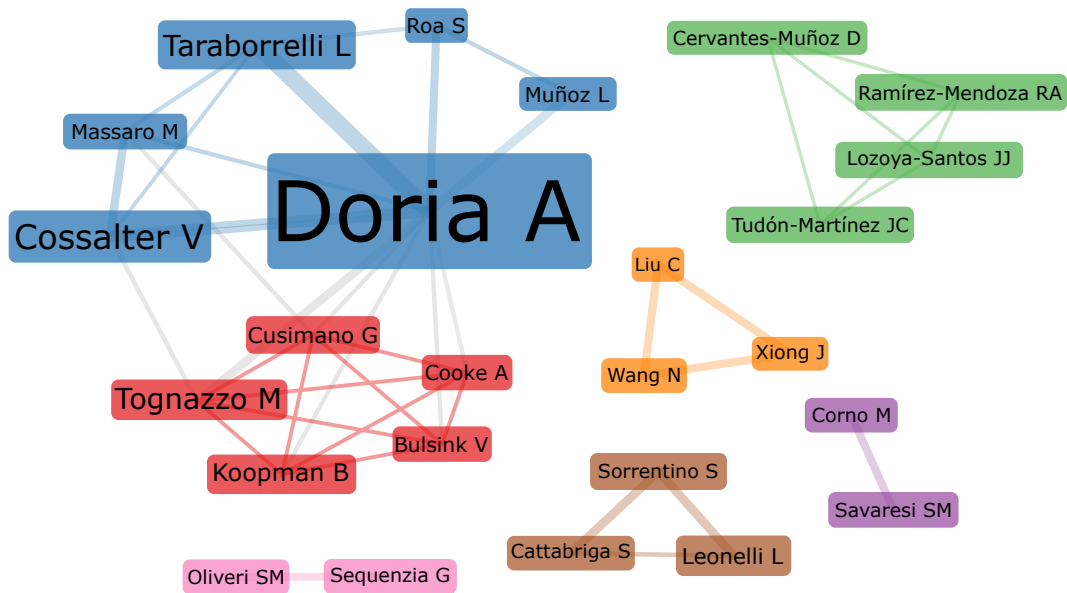 Taraborrelli L
Roa S
Muñoz L
Massaro M
Doria A
Cossalter V
Cusimano G
Cooke A
Tognazzo M
Bulsink V
Koopman B
Cervantes-Muñoz D
Ramírez-Mendoza RA
Lozoya-Santos JJ
Tudón-Martínez JC
Liu C
Xiong J
Wang N
Corno M
Savaresi SM
Sorrentino S
Cattabriga S
Leonelli L
Oliveri SM
Sequenzia G